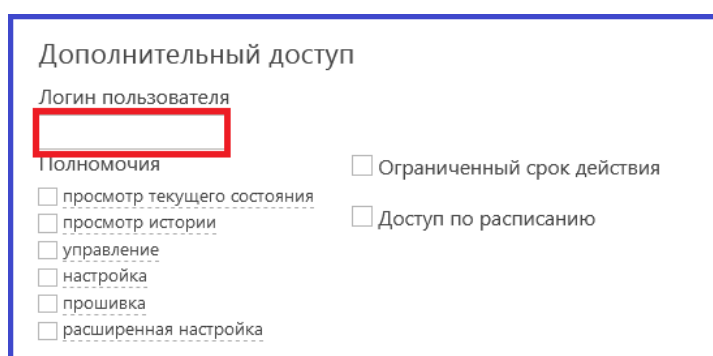 Дополнительный доступ
Логин пользователя
Полномочия
просмотр текущего состояния
просмотр истории
управление
настройка
прошивка
расширенная настройка
Ограниченный срок действия
Доступ по расписанию